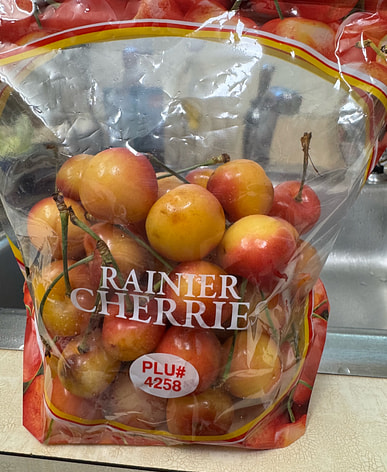 RAINIER
CHERRIE
PLU#
4258